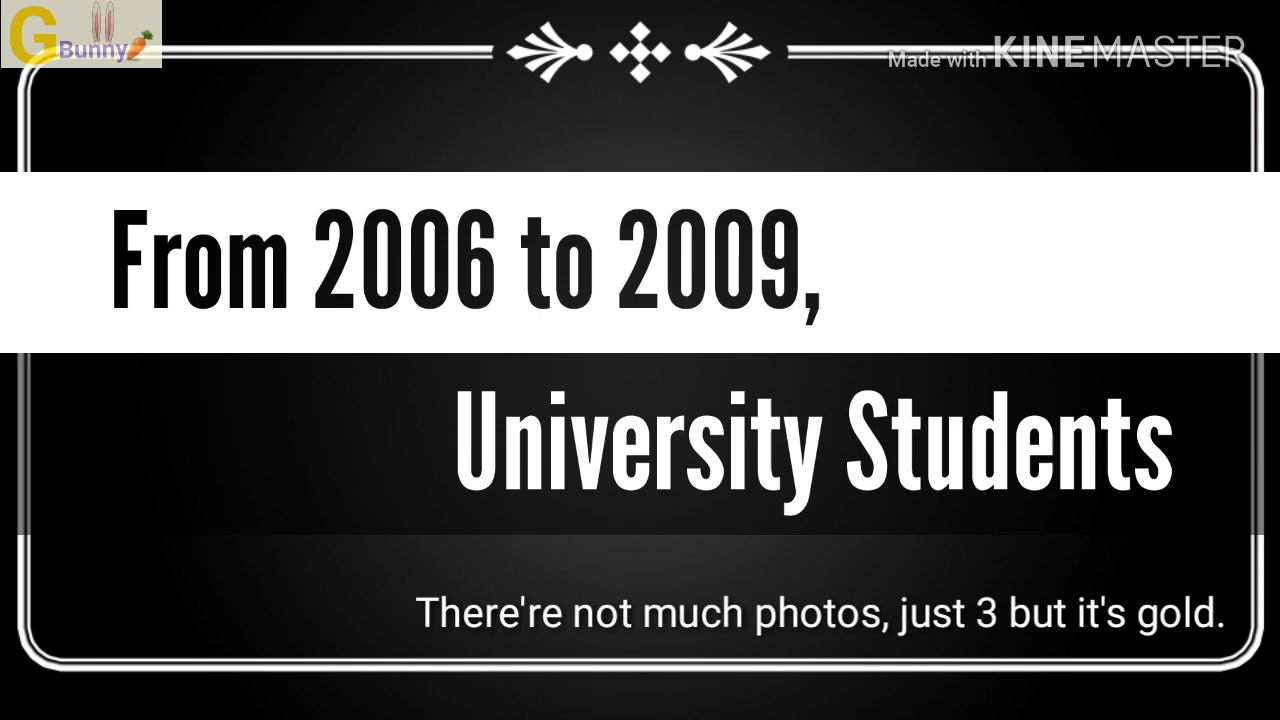 G
Bunny
Made with KINEMASTER
From 2006 to 2009,
University Students
There're not much photos, just 3 but it's gold.